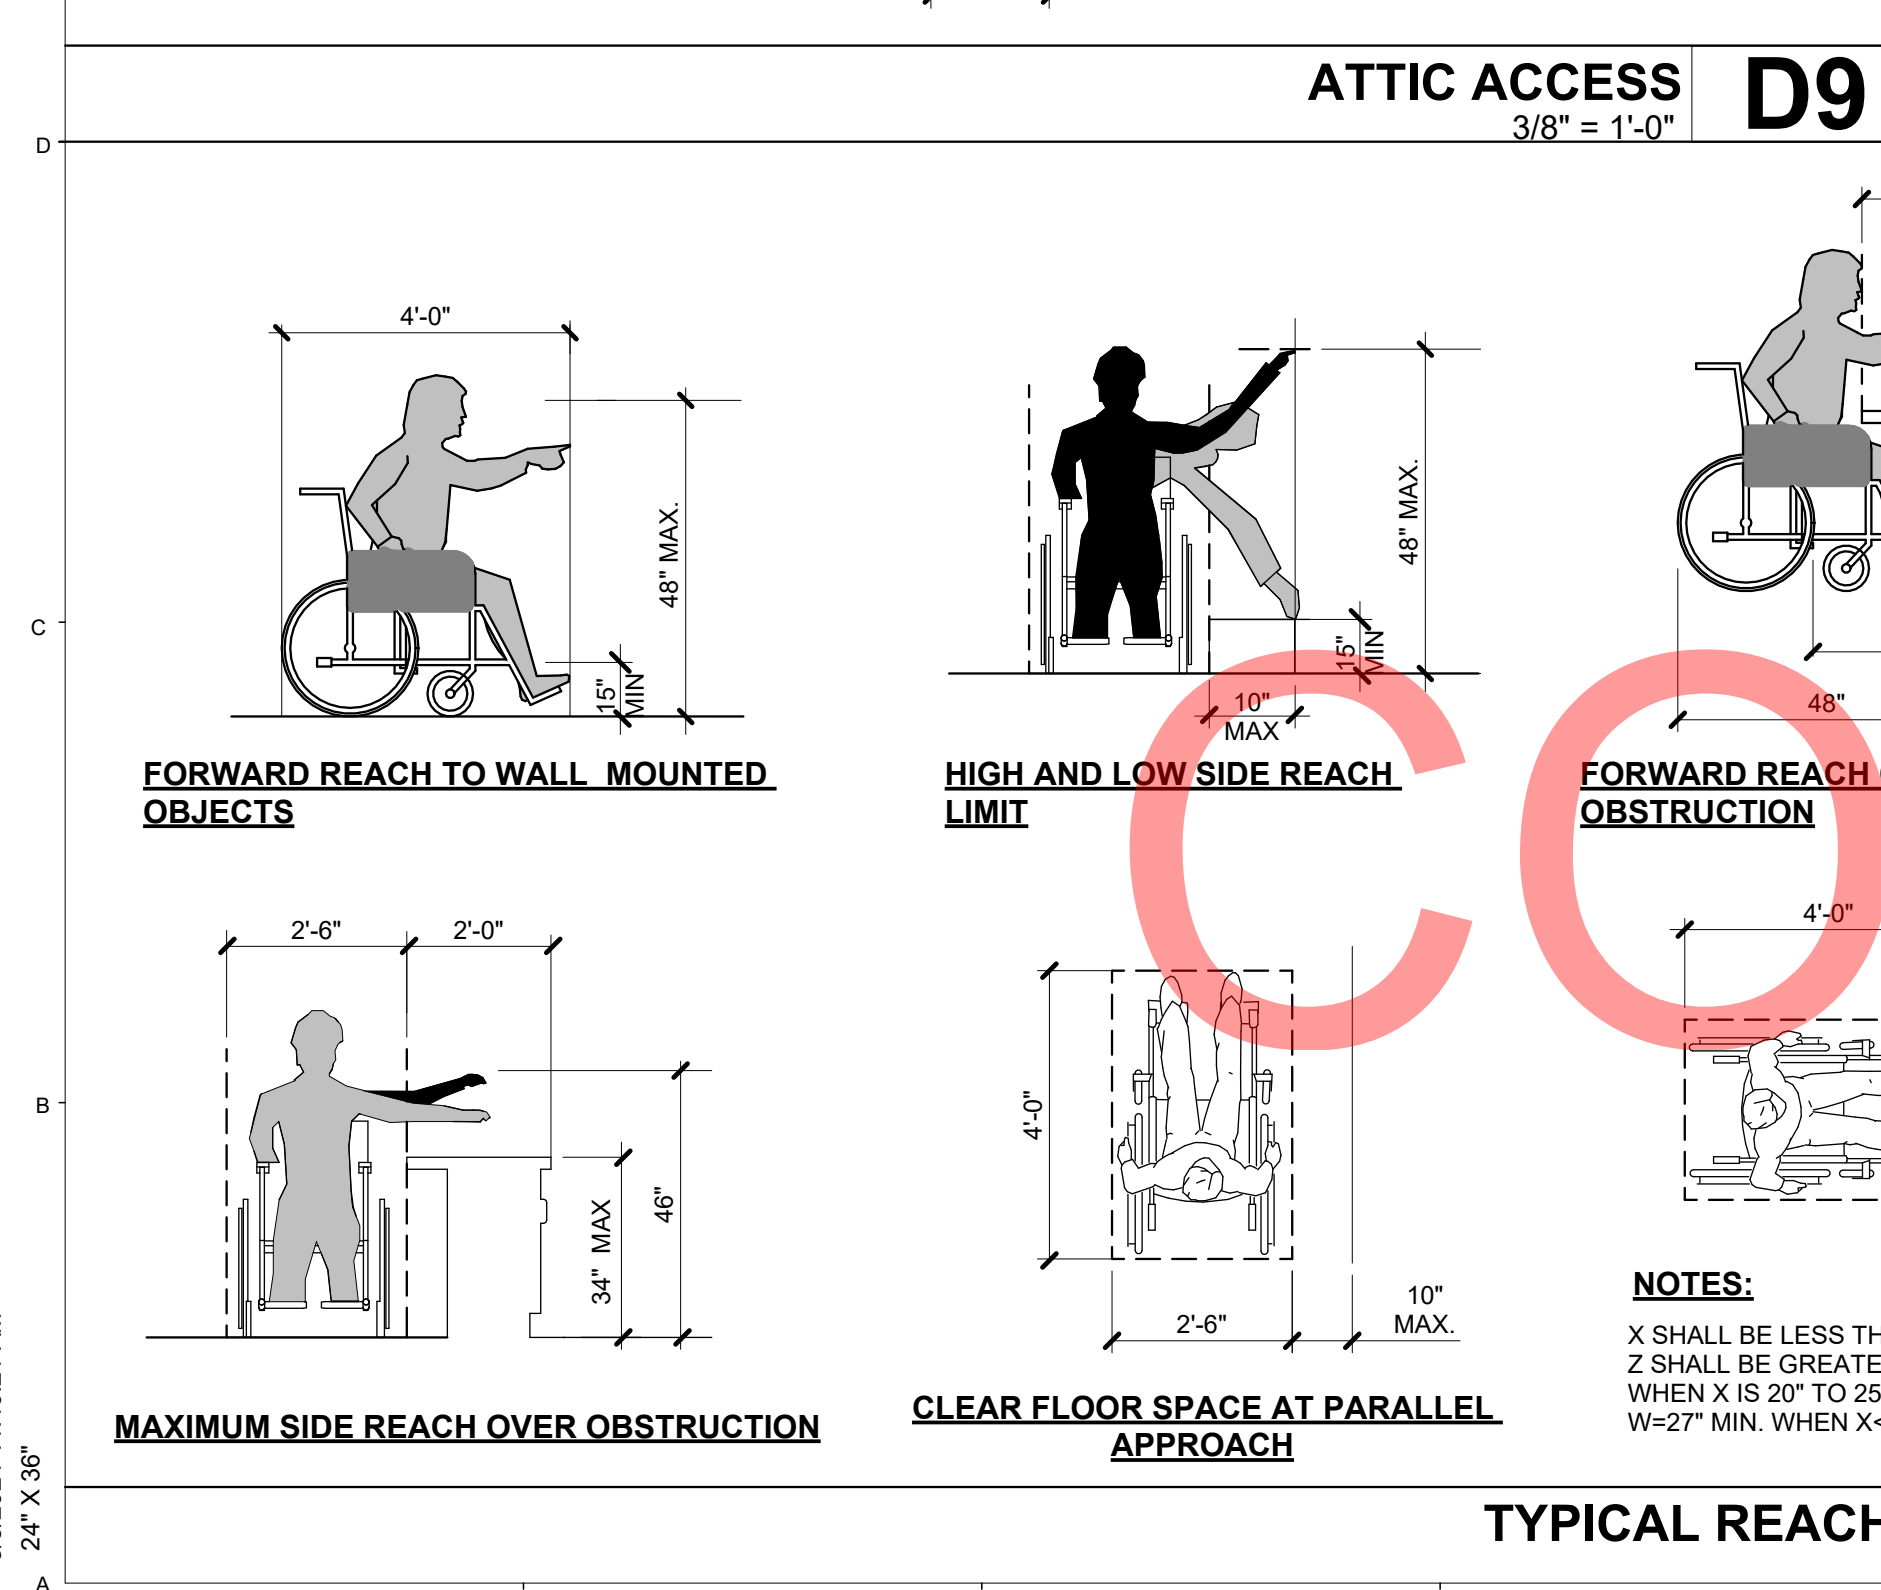 ATTIC ACCESS
3/8" = 1'-0"
D9
D
4'-0"
48" MAX.
15"
MIN
FORWARD REACH TO WALL MOUNTED
OBJECTS
48" MAX.
15"
MIN
10"
MAX
HIGH AND LOW SIDE REACH
LIMIT
48"
FORWARD REACH
OBSTRUCTION
C
CO
2'-6"
2'-0"
34" MAX
46"
MAXIMUM SIDE REACH OVER OBSTRUCTION
4'-0"
2'-6"
10"
MAX.
CLEAR FLOOR SPACE AT PARALLEL
APPROACH
4'-0"
B
NOTES:
X SHALL BE LESS TH
Z SHALL BE GREATE
WHEN X IS 20" TO 25
W=27" MIN. WHEN X<
24" X 36"
TYPICAL REACH
A